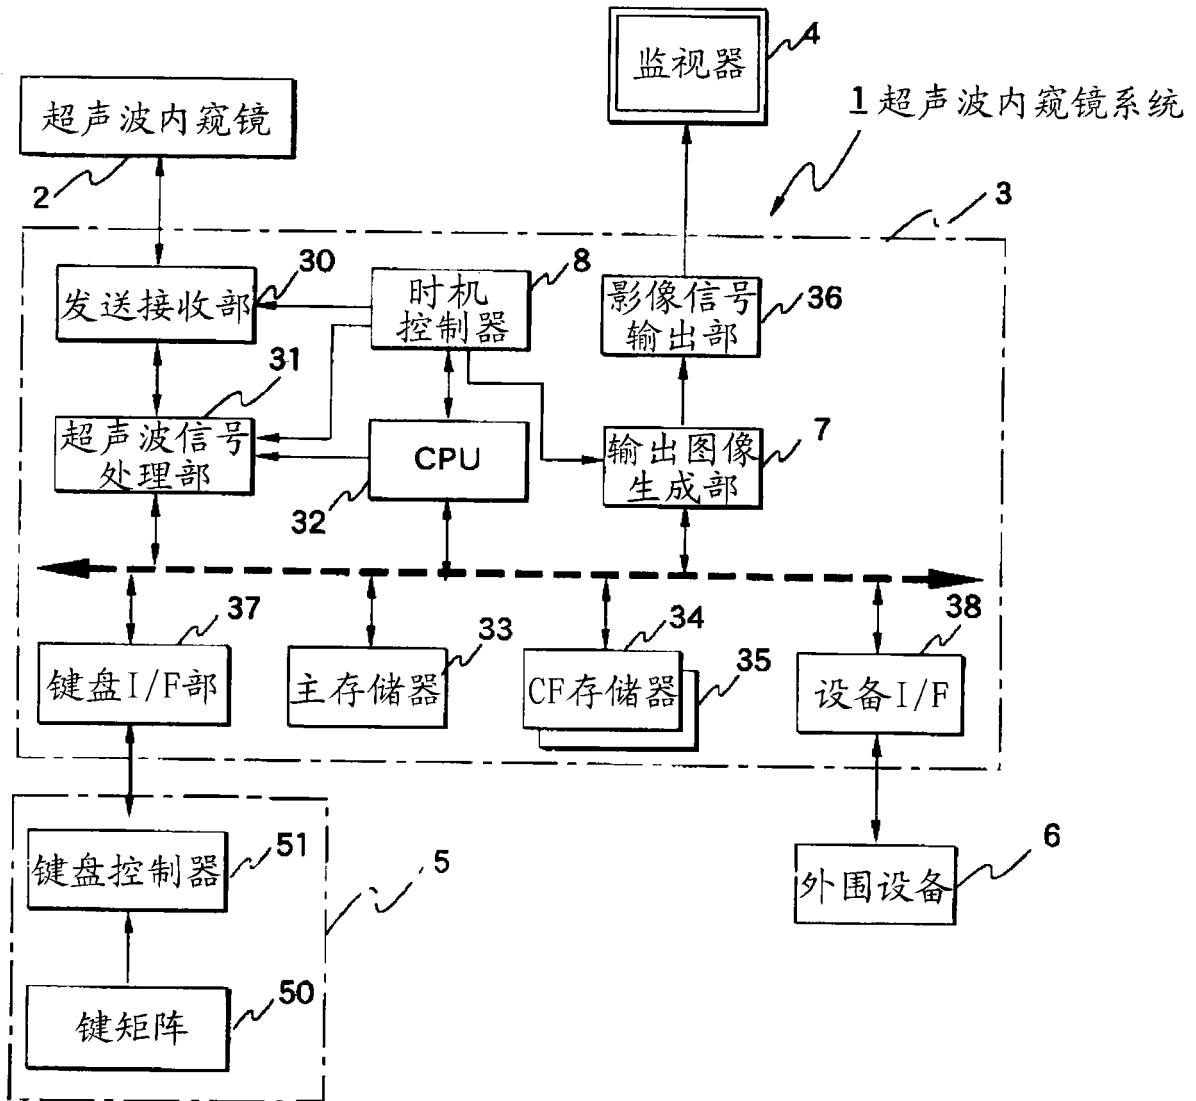 监视器
4
1 超声波内窥镜系统
超声波内窥镜
2
3
发送接收部
30
时机
控制器
8
影像信号
输出部
36
31
超声波信号
处理部
CPU
32
输出图像
生成部
7
37
键盘I/F部
33
主存储器
34
CF存储器
35
38
设备I/F
键盘控制器
51
5
外围设备
6
键矩阵
50